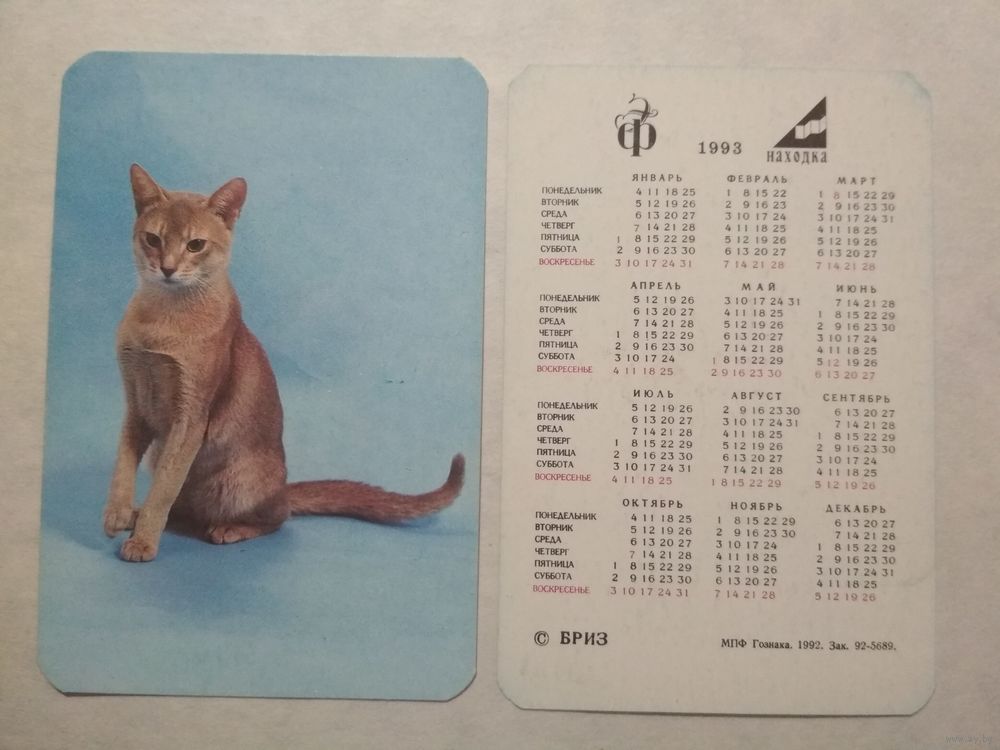 ф
1993
НАХОДКА
ЯНВАРЬ ФЕВРАЛЬ МАРТ
ПОНЕДЕЛЬНИК 4 11 18 25 1 8 15 22 1 8 15 22 29
ВТОРНИК 5 12 19 26 2 9 16 23 2 9 16 23 30
СРЕДА 6 13 20 27 3 10 17 24 3 10 17 24 31
ЧЕТВЕРГ 7 14 21 28 4 11 18 25 4 11 18 25
ПЯТНИЦА 1 8 15 22 29 5 12 19 26 5 12 19 26
СУББОТА 2 9 16 23 30 6 13 20 27 6 13 20 27
ВОСКРЕСЕНЬЕ 3 10 17 24 31 7 14 21 28 7 14 21 28
АПРЕЛЬ МАЙ ИЮНЬ
ПОНЕДЕЛЬНИК 5 12 19 26 3 10 17 24 31 7 14 21 28
ВТОРНИК 6 13 20 27 4 11 18 25 1 8 15 22 29
СРЕДА 7 14 21 28 5 12 19 26 2 9 16 23 30
ЧЕТВЕРГ 1 8 15 22 29 6 13 20 27 3 10 17 24
ПЯТНИЦА 2 9 16 23 30 7 14 21 28 4 11 18 25
СУББОТА 3 10 17 24 1 8 15 22 29 5 12 19 26
ВОСКРЕСЕНЬЕ 4 11 18 25 2 9 16 23 30 6 13 20 27
ИЮЛЬ АВГУСТ СЕНТЯБРЬ
ПОНЕДЕЛЬНИК 5 12 19 26 2 9 16 23 30 6 13 20 27
ВТОРНИК 6 13 20 27 3 10 17 24 31 7 14 21 28
СРЕДА 7 14 21 28 4 11 18 25 1 8 15 22 29
ЧЕТВЕРГ 1 8 15 22 29 5 12 19 26 2 9 16 23 30
ПЯТНИЦА 2 9 16 23 30 6 13 20 27 3 10 17 24
СУББОТА 3 10 17 24 31 7 14 21 28 4 11 18 25
ВОСКРЕСЕНЬЕ 4 11 18 25 1 8 15 22 29 5 12 19 26
ОКТЯБРЬ НОЯБРЬ ДЕКАБРЬ
ПОНЕДЕЛЬНИК 4 11 18 25 1 8 15 22 29 6 13 20 27
ВТОРНИК 5 12 19 26 2 9 16 23 30 7 14 21 28
СРЕДА 6 13 20 27 3 10 17 24 1 8 15 22 29
ЧЕТВЕРГ 7 14 21 28 4 11 18 25 2 9 16 23 30
ПЯТНИЦА 1 8 15 22 29 5 12 19 26 3 10 17 24 31
СУББОТА 2 9 16 23 30 6 13 20 27 4 11 18 25
ВОСКРЕСЕНЬЕ 3 10 17 24 31 7 14 21 28 5 12 19 26
© БРИЗ
МПФ Гознака. 1992. Зак. 92-5689.
www.ay.by